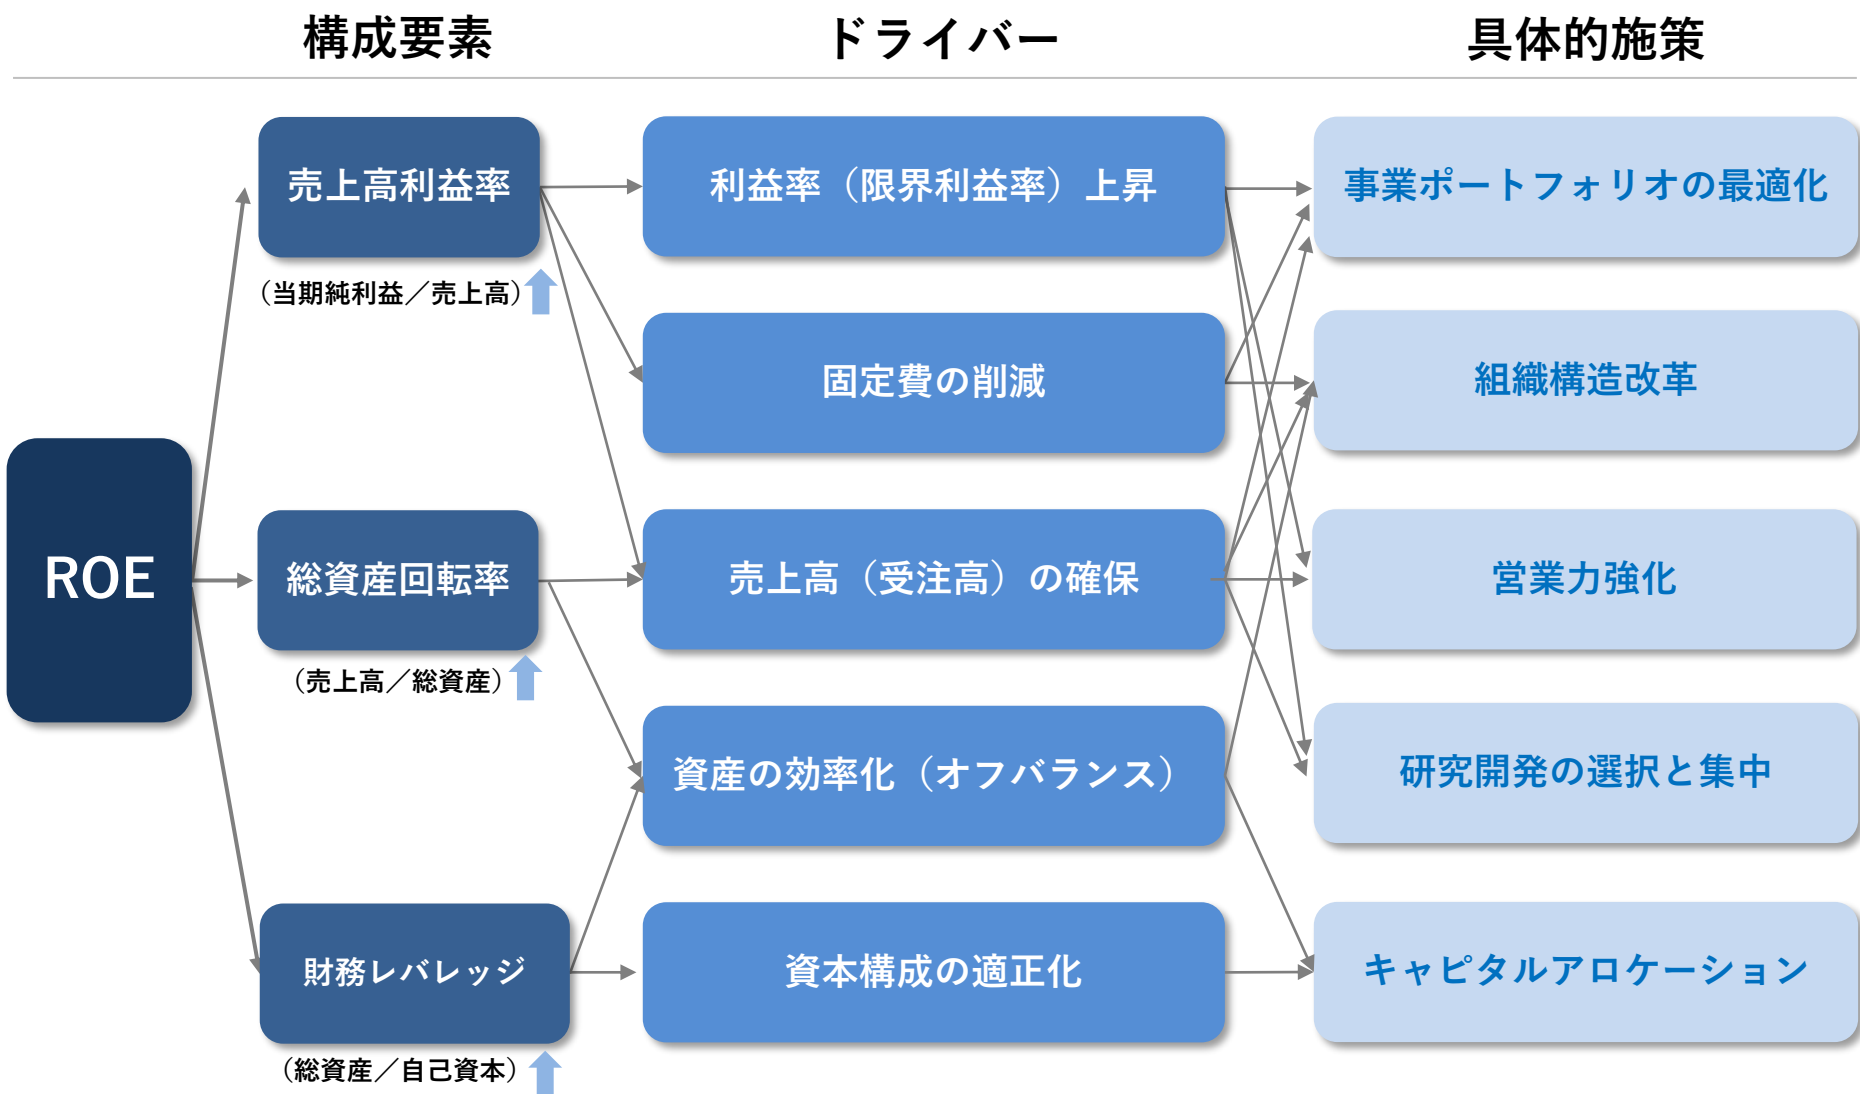 構成要素
ドライバー
具体的施策
ROE
売上高利益率
（当期純利益／売上高）
総資産回転率
（売上高／総資産）
財務レバレッジ
（総資産／自己資本）
利益率（限界利益率）上昇
固定費の削減
売上高（受注高）の確保
資産の効率化（オフバランス）
資本構成の適正化
事業ポートフォリオの最適化
組織構造改革
営業力強化
研究開発の選択と集中
キャピタルアロケーション